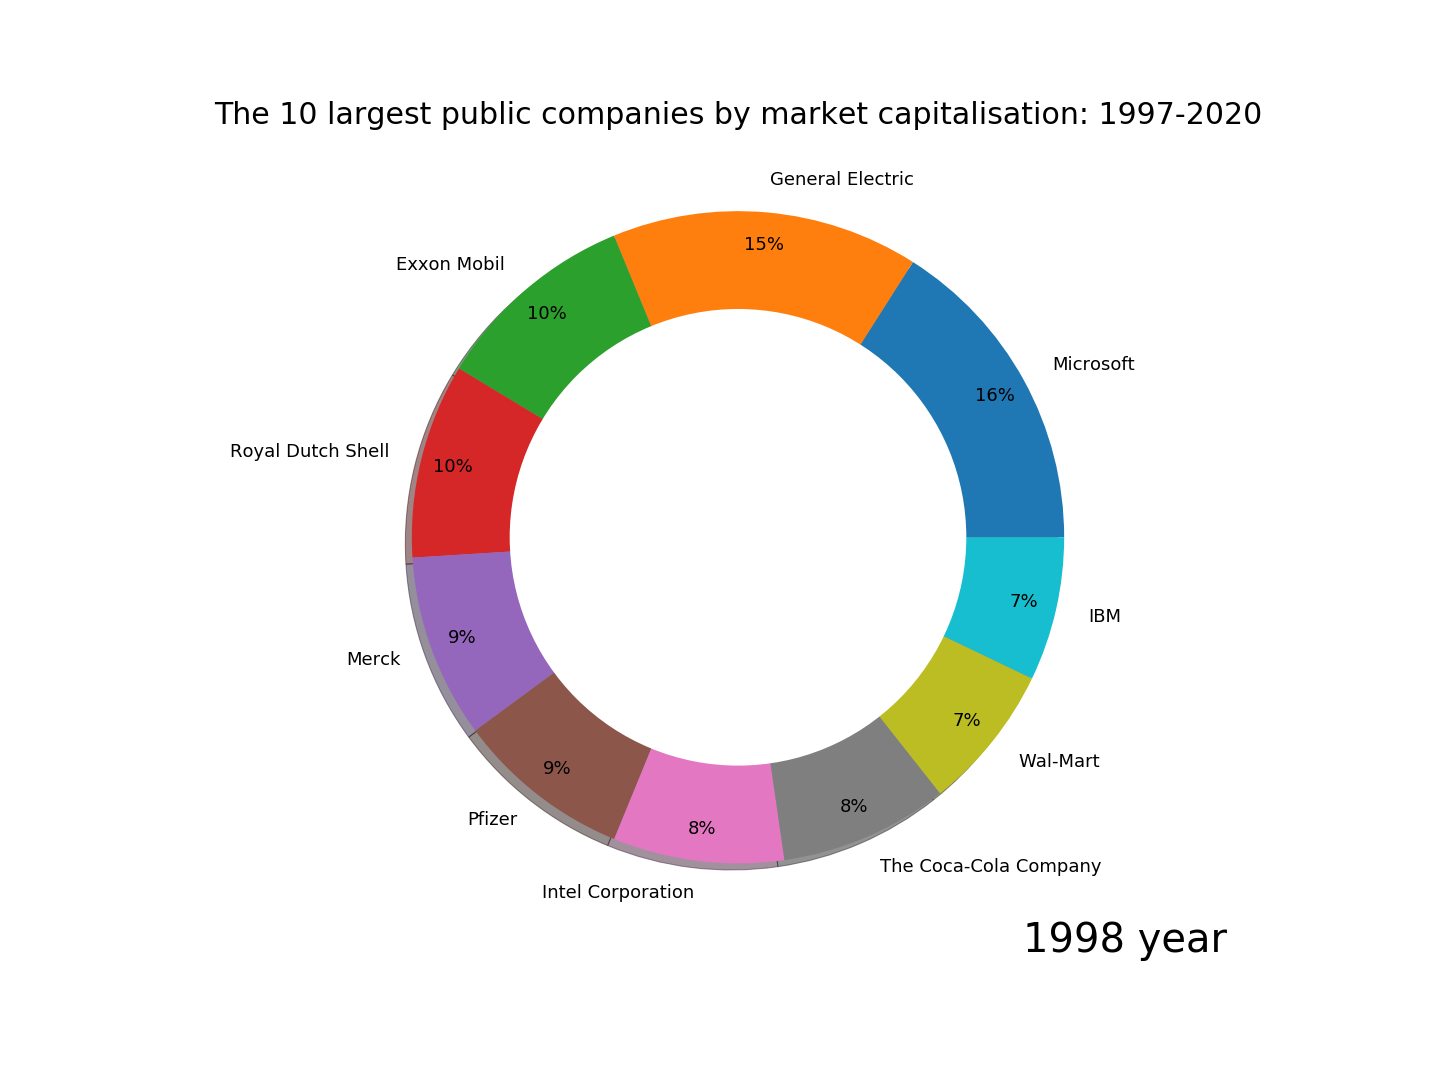 The 10 largest public companies by market capitalisation: 1997-2020
General Electric
15%
Exxon Mobil
10%
Microsoft
16%
Royal Dutch Shell
10%
IBM
7%
Merck
9%
Wal-Mart
7%
Pfizer
9%
The Coca-Cola Company
8%
Intel Corporation
8%
1998 year